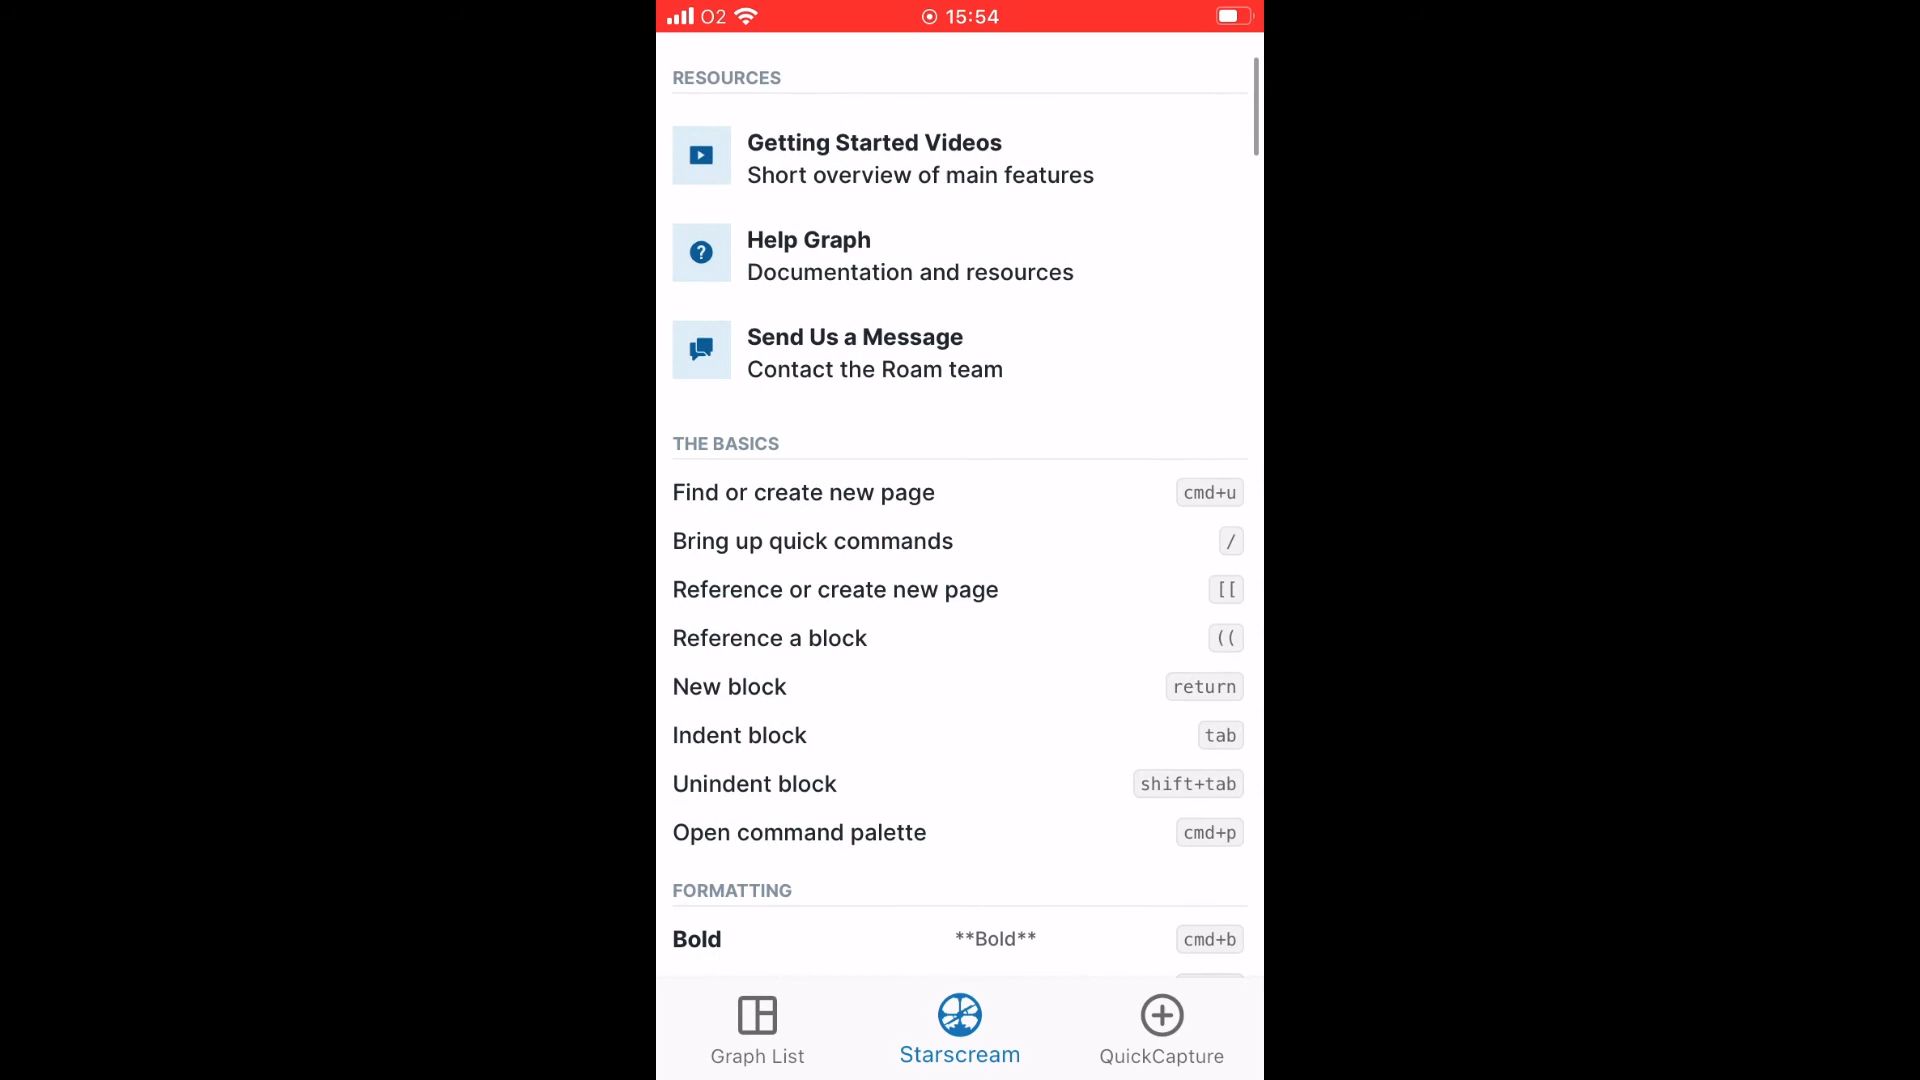 O2 15:54
RESOURCES
Getting Started Videos
Short overview of main features
Help Graph
Documentation and resources
Send Us a Message
Contact the Roam team
THE BASICS
Find or create new page cmd+u
Bring up quick commands /
Reference or create new page [[
Reference a block ((
New block return
Indent block tab
Unindent block shift+tab
Open command palette cmd+p
FORMATTING
Bold **Bold** cmd+b
Graph List Starscream QuickCapture